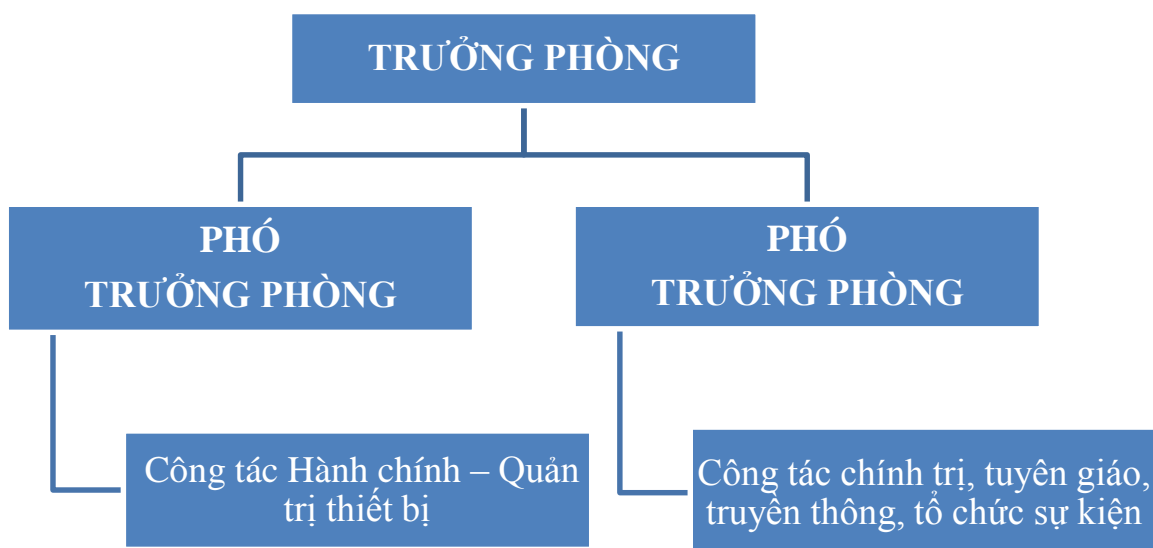 TRƯỞNG PHÒNG
PHÓ
TRƯỞNG PHÒNG
PHÓ
TRƯỞNG PHÒNG
Công tác Hành chính – Quản
trị thiết bị
Công tác chính trị, tuyên giáo,
truyền thông, tổ chức sự kiện